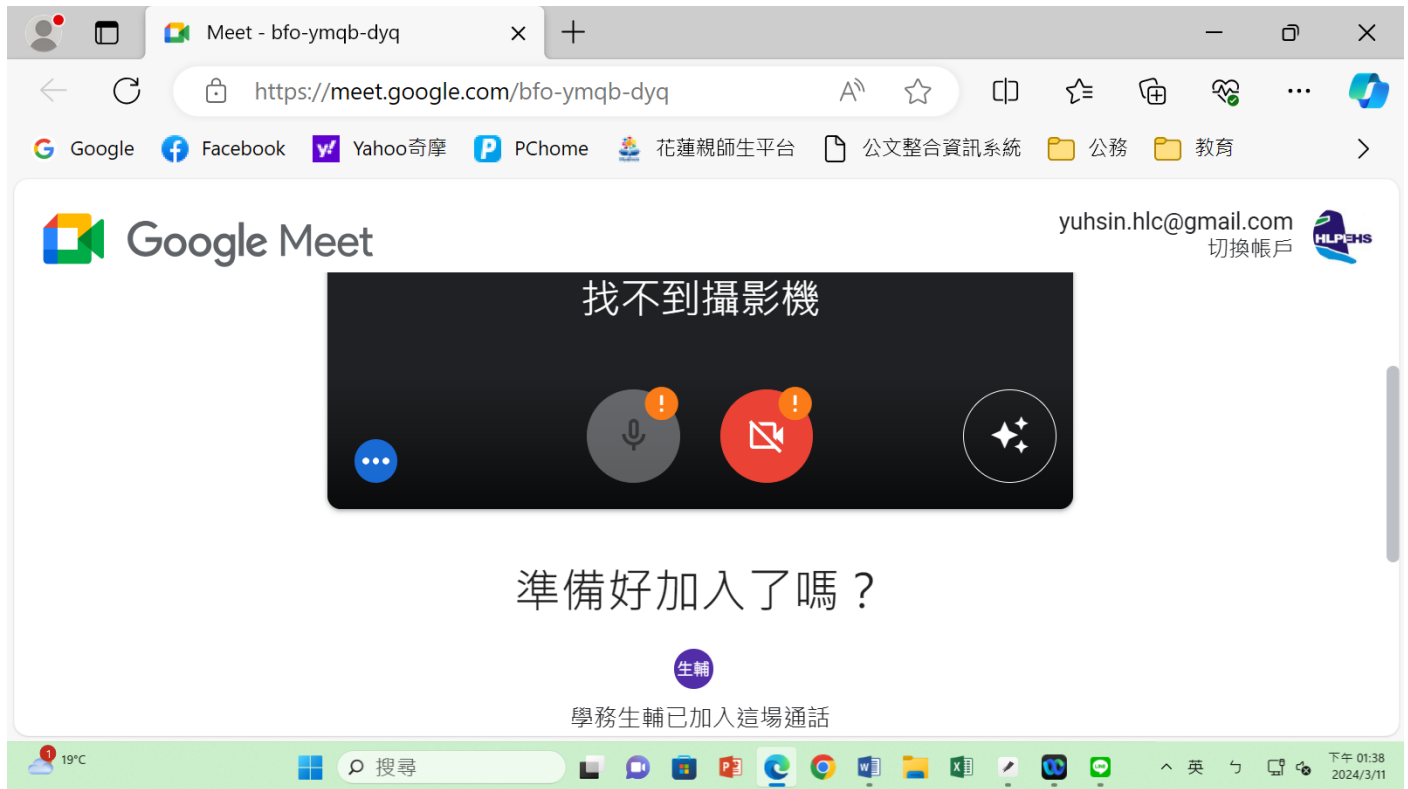 Meet - bfo-ymqb-dyq
https://meet.google.com/bfo-ymqb-dyq
Google Facebook Yahoo奇摩 PChome 花蓮親師生平台 公文整合資訊系統 公務 教育
Google Meet
yuhsin.hlc@gmail.com
切換帳戶
HLPEHS
找不到攝影機
準備好加入了嗎？
生輔
學務生輔已加入這場通話
1 19°C 搜尋 英 ㄅ 下午 01:38
2024/3/11